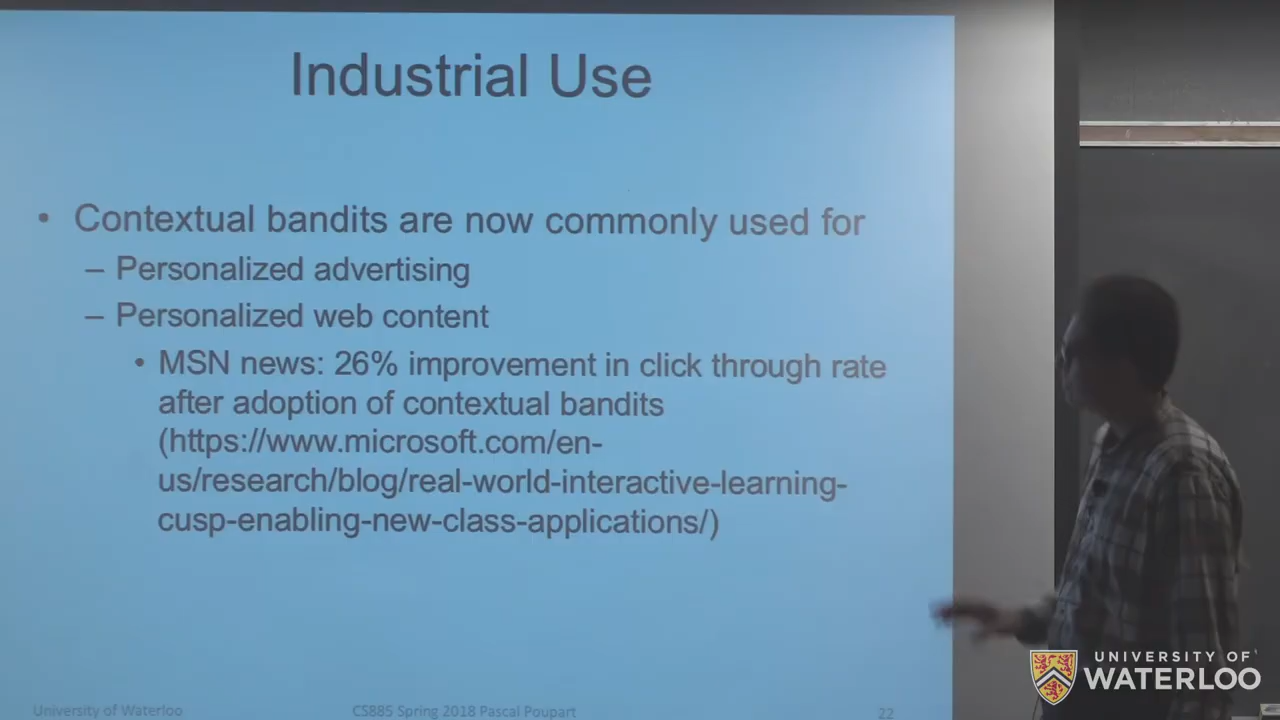 Industrial Use
• Contextual bandits are now commonly used for
– Personalized advertising
– Personalized web content
• MSN news: 26% improvement in click through rate
after adoption of contextual bandits
(https://www.microsoft.com/en-
us/research/blog/real-world-interactive-learning-
cusp-enabling-new-class-applications/)
University of Waterloo
CS885 Spring 2018 Pascal Poupart
22
UNIVERSITY OF
WATERLOO